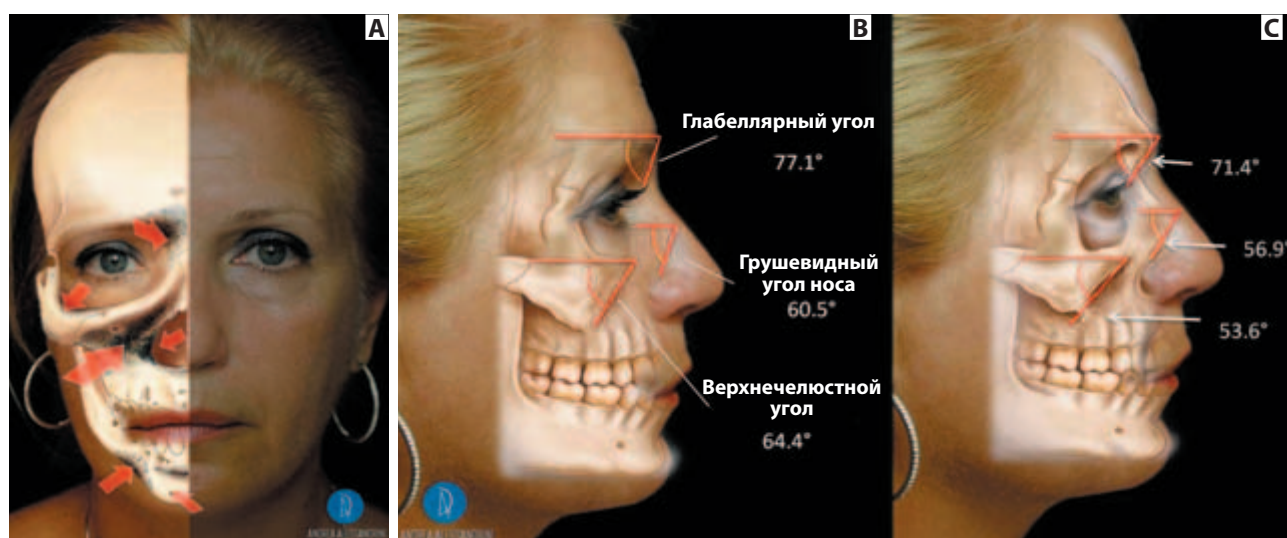 A
B
C
Глабеллярный угол
77.1°
Грушевидный
угол носа
60.5°
Верхнечелюстной
угол
64.4°
71.4°
56.9°
53.6°